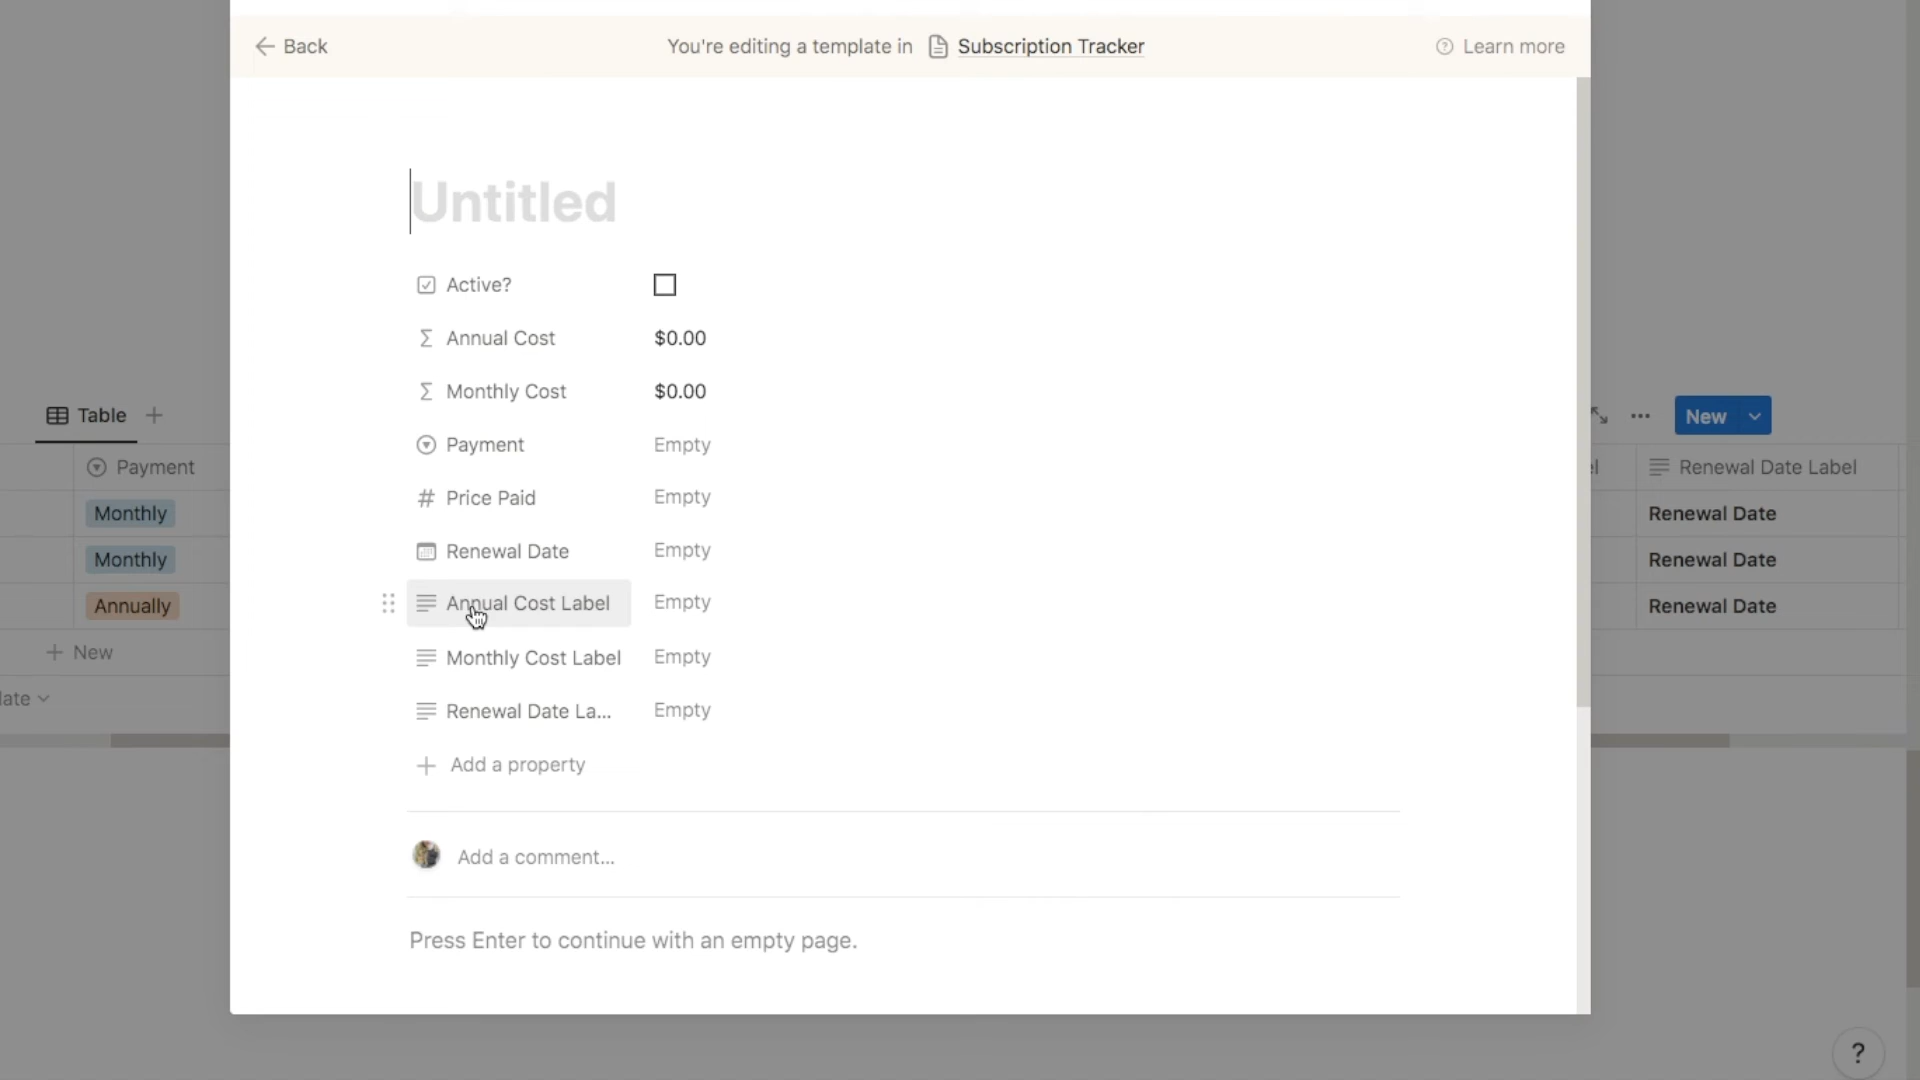 Back
You're editing a template in Subscription Tracker
Learn more
Untitled
Active?
Annual Cost $0.00
Monthly Cost $0.00
Payment Empty
Price Paid Empty
Renewal Date Empty
Annual Cost Label Empty
Monthly Cost Label Empty
Renewal Date La... Empty
Add a property
Add a comment...
Press Enter to continue with an empty page.
Table
Payment
Monthly
Monthly
Annually
New
New
Renewal Date Label
Renewal Date
Renewal Date
Renewal Date
?